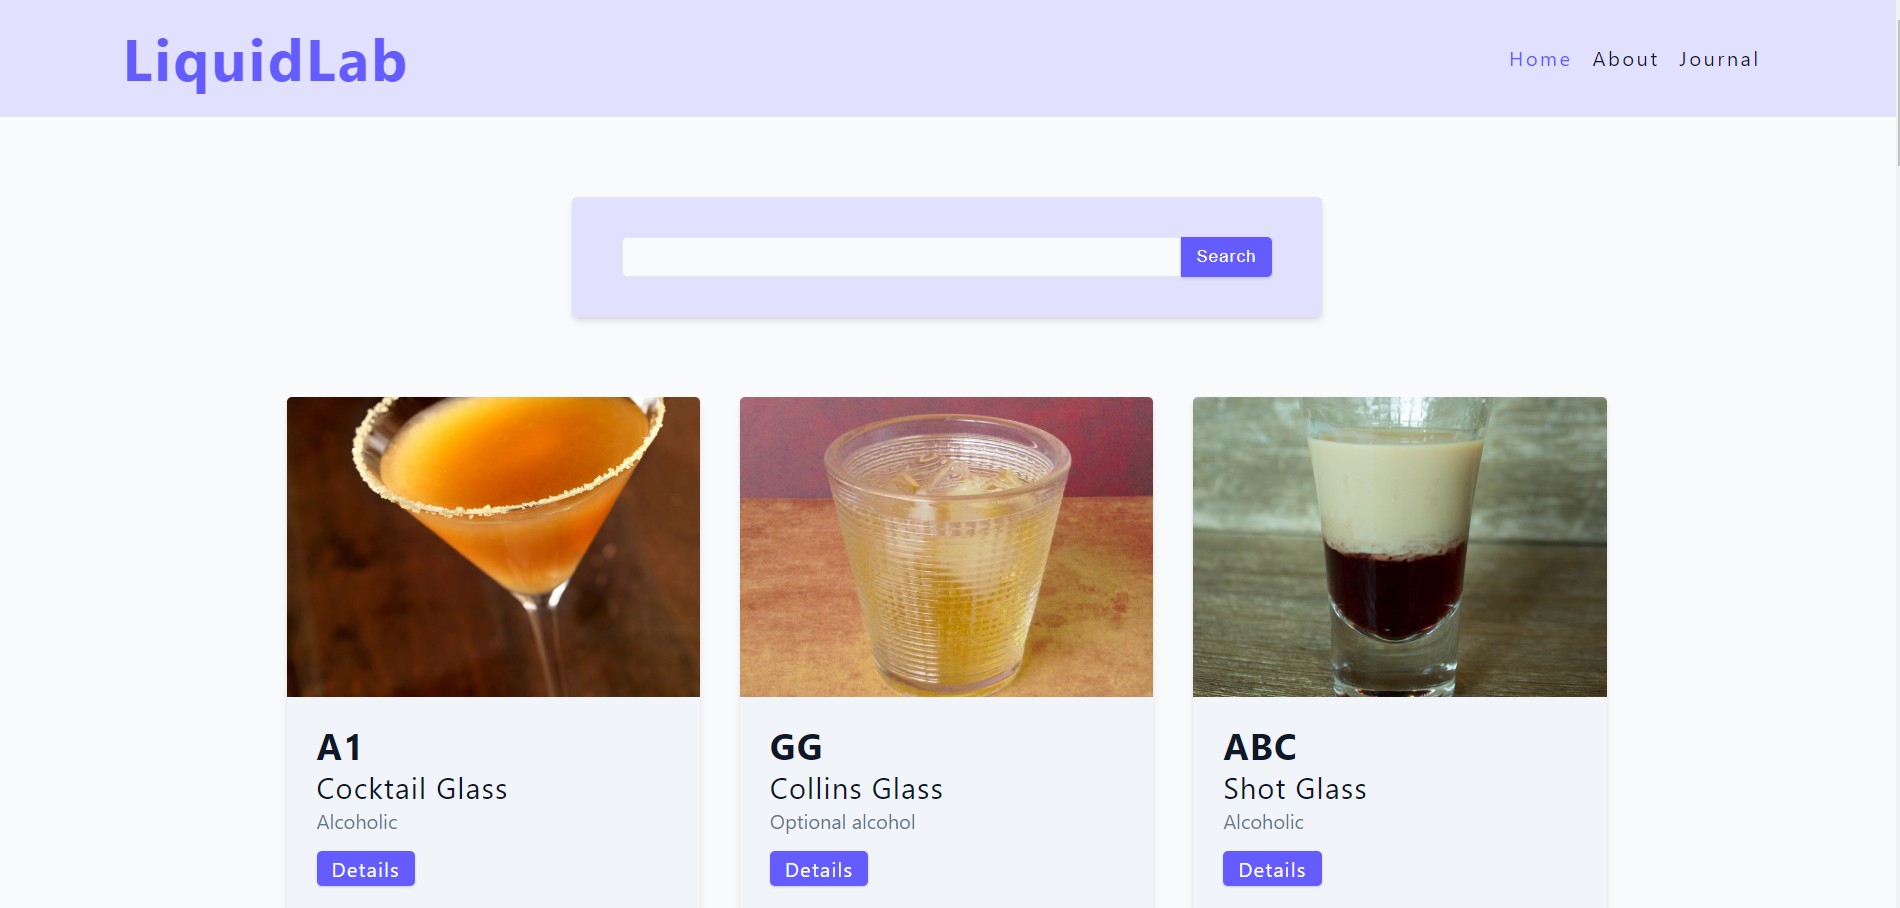 LiquidLab
Home About Journal
Search
A1
Cocktail Glass
Alcoholic
Details
GG
Collins Glass
Optional alcohol
Details
ABC
Shot Glass
Alcoholic
Details